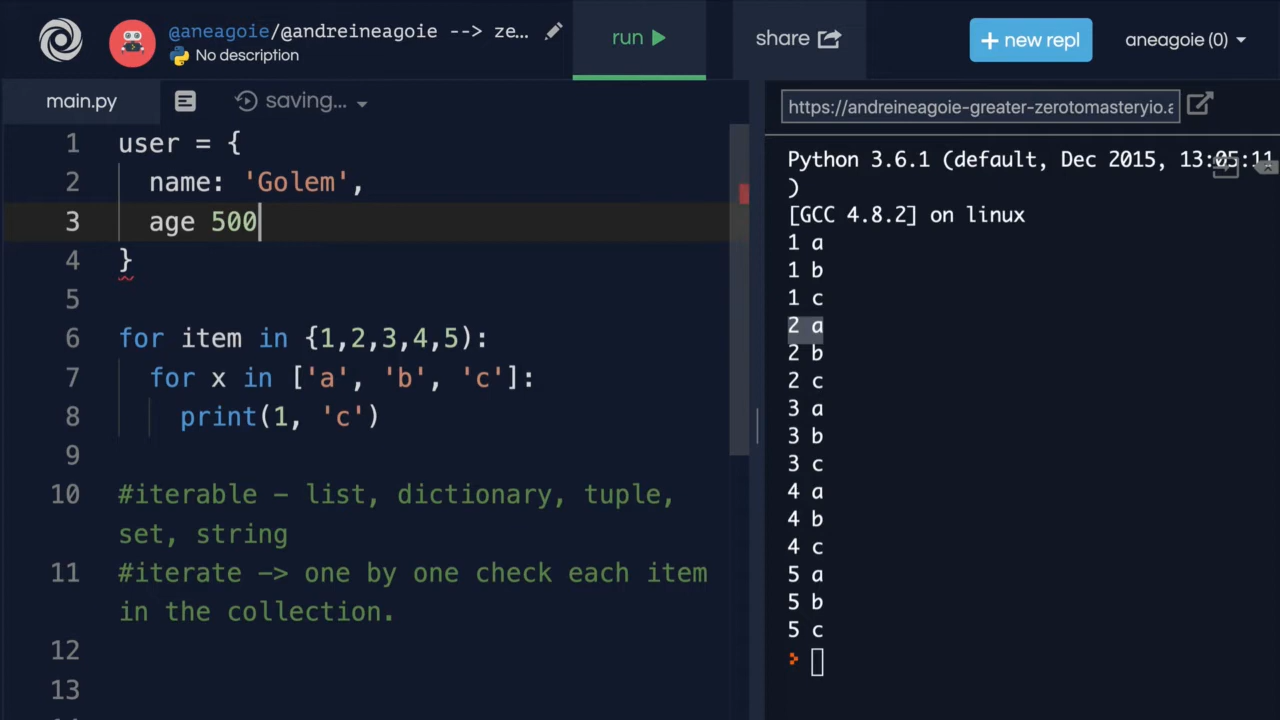 @aneagoie/@andreineagoie --> ze...
No description
run
share
+ new repl
aneagoie (0)
main.py
saving...
1 user = {
2 name: 'Golem',
3 age 500
4 }
5
6 for item in {1,2,3,4,5):
7 for x in ['a', 'b', 'c']:
8 print(1, 'c')
9
10 #iterable - list, dictionary, tuple,
set, string
11 #iterate -> one by one check each item
in the collection.
12
13
https://andreineagoie-greater-zerotomasteryio.a
Python 3.6.1 (default, Dec 2015, 13:05:11
)
[GCC 4.8.2] on linux
1 a
1 b
1 c
2 a
2 b
2 c
3 a
3 b
3 c
4 a
4 b
4 c
5 a
5 b
5 c